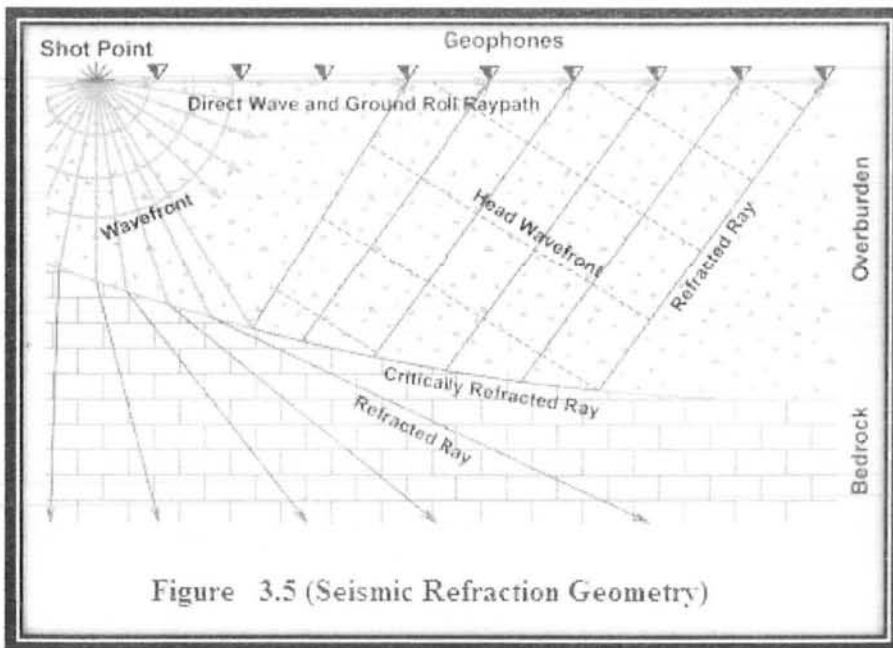 Geophones
Shot Point
Direct Wave and Ground Roll Raypath
Wavefront
Head Wavefront
Refracted Ray
Overburden
Critically Refracted Ray
Refracted Ray
Bedrock
Figure 3.5 (Seismic Refraction Geometry)